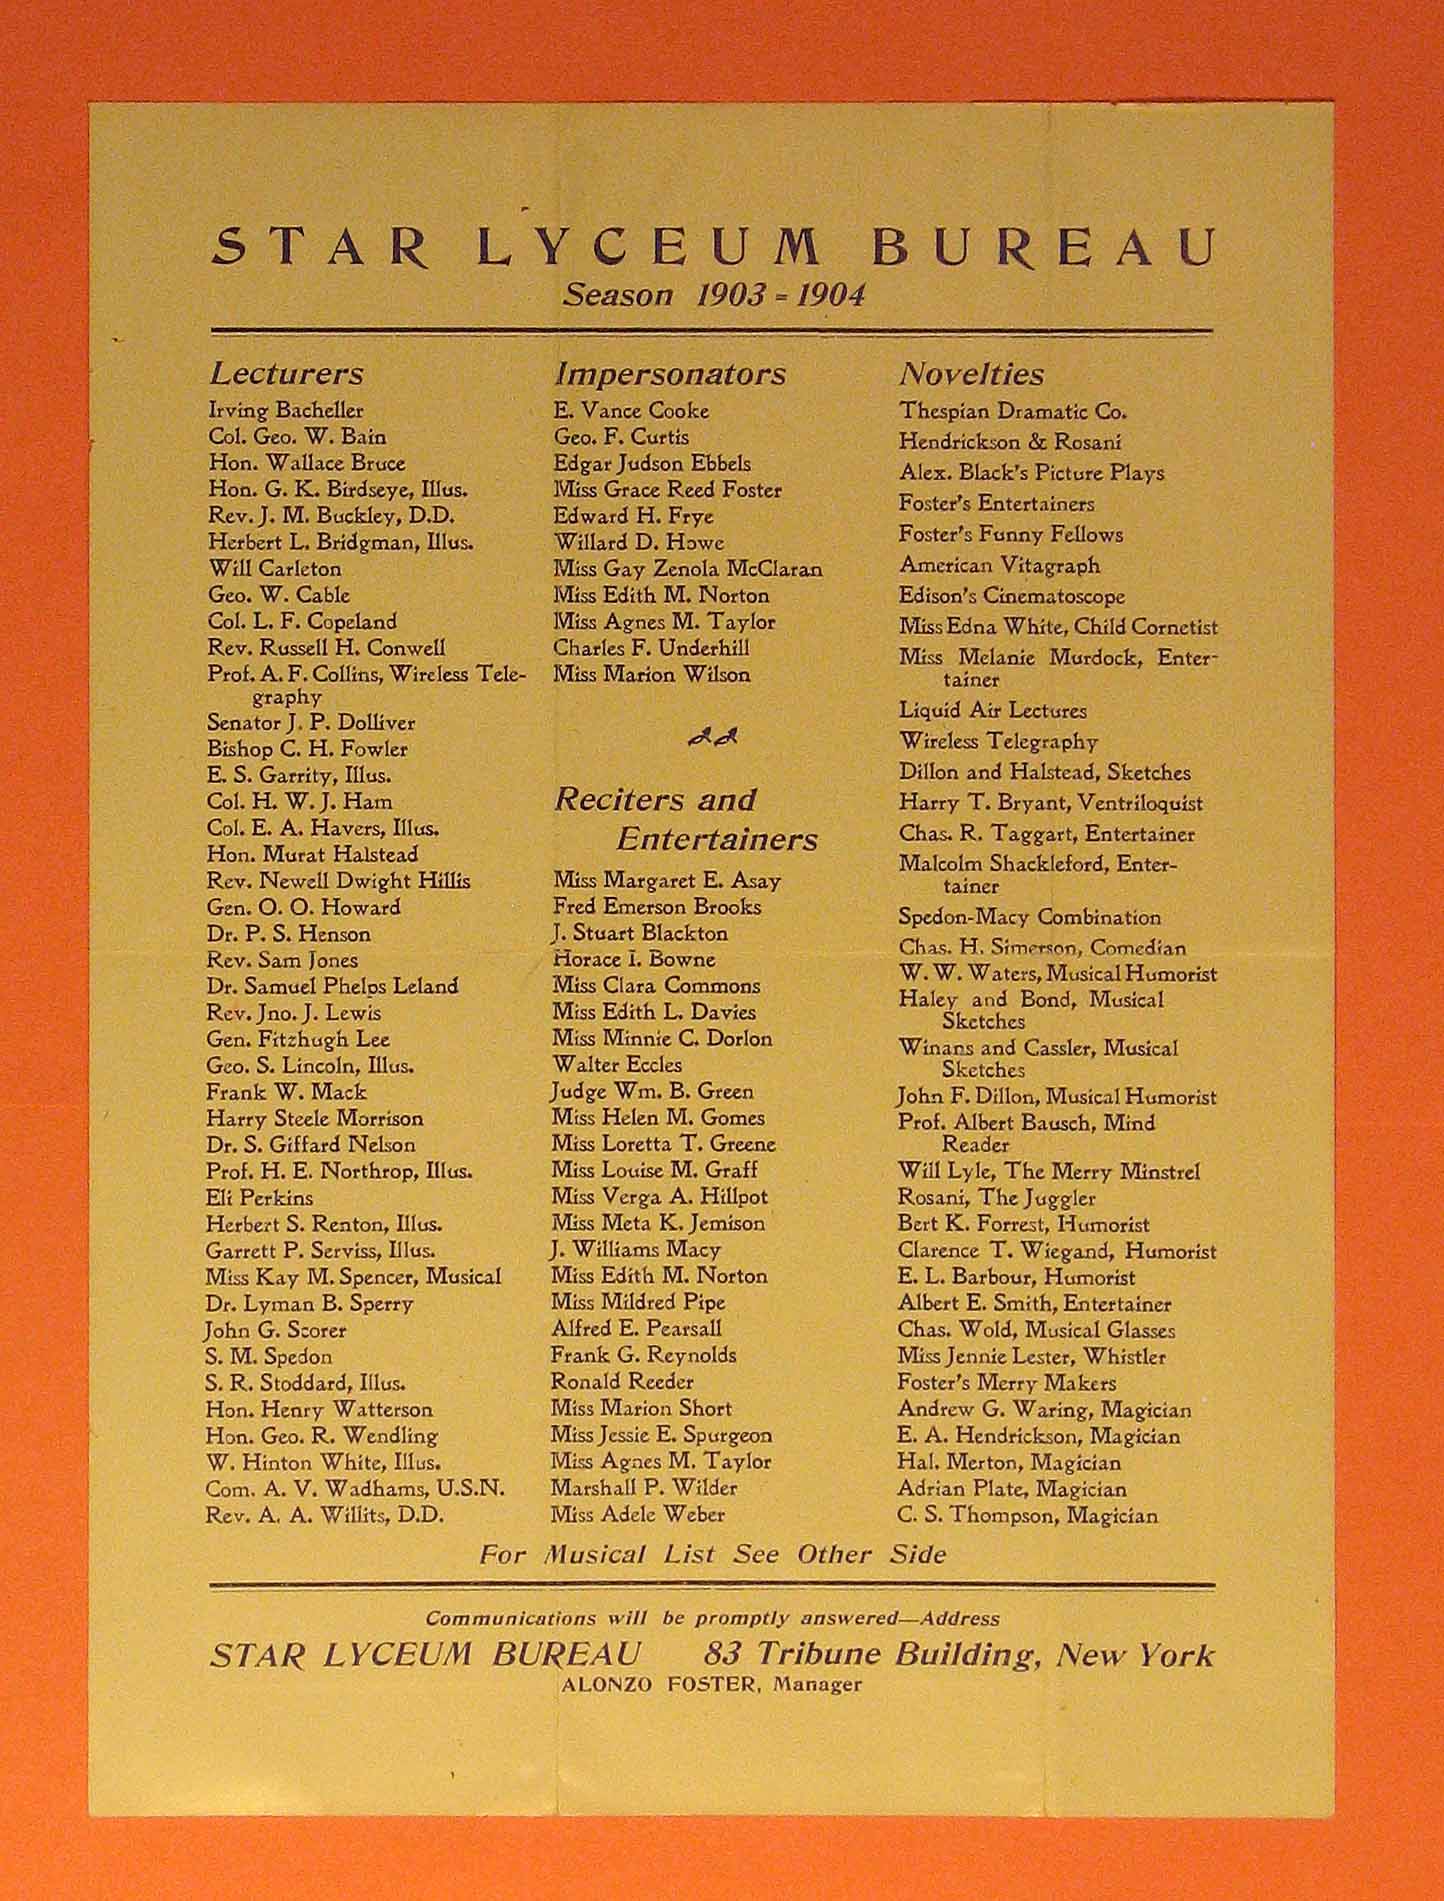 STAR LYCEUM BUREAU
Season 1903-1904
Lecturers
Irving Bacheller
Col. Geo. W. Bain
Hon. Wallace Bruce
Hon. G. K. Birdseye, Illus.
Rev. J. M. Buckley, D.D.
Herbert L. Bridgman, Illus.
Will Carleton
Geo. W. Cable
Col. L. F. Copeland
Rev. Russell H. Conwell
Prof. A. F. Collins, Wireless Tele-
graphy
Senator J. P. Dolliver
Bishop C. H. Fowler
E. S. Garrity, Illus.
Col. H. W. J. Ham
Col. E. A. Havers, Illus.
Hon. Murat Halstead
Rev. Newell Dwight Hillis
Gen. O. O. Howard
Dr. P. S. Henson
Rev. Sam Jones
Dr. Samuel Phelps Leland
Rev. Jno. J. Lewis
Gen. Fitzhugh Lee
Geo. S. Lincoln, Illus.
Frank W. Mack
Harry Steele Morrison
Dr. S. Giffard Nelson
Prof. H. E. Northrop, Illus.
Eli Perkins
Herbert S. Renton, Illus.
Garrett P. Serviss, Illus.
Miss Kay M. Spencer, Musical
Dr. Lyman B. Sperry
John G. Scorer
S. M. Spedon
S. R. Stoddard, Illus.
Hon. Henry Watterson
Hon. Geo. R. Wendling
W. Hinton White, Illus.
Com. A. V. Wadhams, U.S.N.
Rev. A. A. Willits, D.D.
Impersonators
E. Vance Cooke
Geo. F. Curtis
Edgar Judson Ebbels
Miss Grace Reed Foster
Edward H. Frye
Willard D. Howe
Miss Gay Zenola McClaran
Miss Edith M. Norton
Miss Agnes M. Taylor
Charles F. Underhill
Miss Marion Wilson
Reciters and
Entertainers
Miss Margaret E. Asay
Fred Emerson Brooks
J. Stuart Blackton
Horace I. Bowne
Miss Clara Commons
Miss Edith L. Davies
Miss Minnie C. Dorlon
Walter Eccles
Judge Wm. B. Green
Miss Helen M. Gomes
Miss Loretta T. Greene
Miss Louise M. Graff
Miss Verga A. Hillpot
Miss Meta K. Jemison
J. Williams Macy
Miss Edith M. Norton
Miss Mildred Pipe
Alfred E. Pearsall
Frank G. Reynolds
Ronald Reeder
Miss Marion Short
Miss Jessie E. Spurgeon
Miss Agnes M. Taylor
Marshall P. Wilder
Miss Adele Weber
Novelties
Thespian Dramatic Co.
Hendrickson & Rosani
Alex. Black's Picture Plays
Foster's Entertainers
Foster's Funny Fellows
American Vitagraph
Edison's Cinematoscope
Miss Edna White, Child Cornetist
Miss Melanie Murdock, Enter-
tainer
Liquid Air Lectures
Wireless Telegraphy
Dillon and Halstead, Sketches
Harry T. Bryant, Ventriloquist
Chas. R. Taggart, Entertainer
Malcolm Shackleford, Enter-
tainer
Spedon-Macy Combination
Chas. H. Simerson, Comedian
W. W. Waters, Musical Humorist
Haley and Bond, Musical
Sketches
Winans and Cassler, Musical
Sketches
John F. Dillon, Musical Humorist
Prof. Albert Bausch, Mind
Reader
Will Lyle, The Merry Minstrel
Rosani, The Juggler
Bert K. Forrest, Humorist
Clarence T. Wiegand, Humorist
E. L. Barbour, Humorist
Albert E. Smith, Entertainer
Chas. Wold, Musical Glasses
Miss Jennie Lester, Whistler
Foster's Merry Makers
Andrew G. Waring, Magician
E. A. Hendrickson, Magician
Hal. Merton, Magician
Adrian Plate, Magician
C. S. Thompson, Magician
For Musical List See Other Side
Communications will be promptly answered—Address
STAR LYCEUM BUREAU 83 Tribune Building, New York
ALONZO FOSTER, Manager